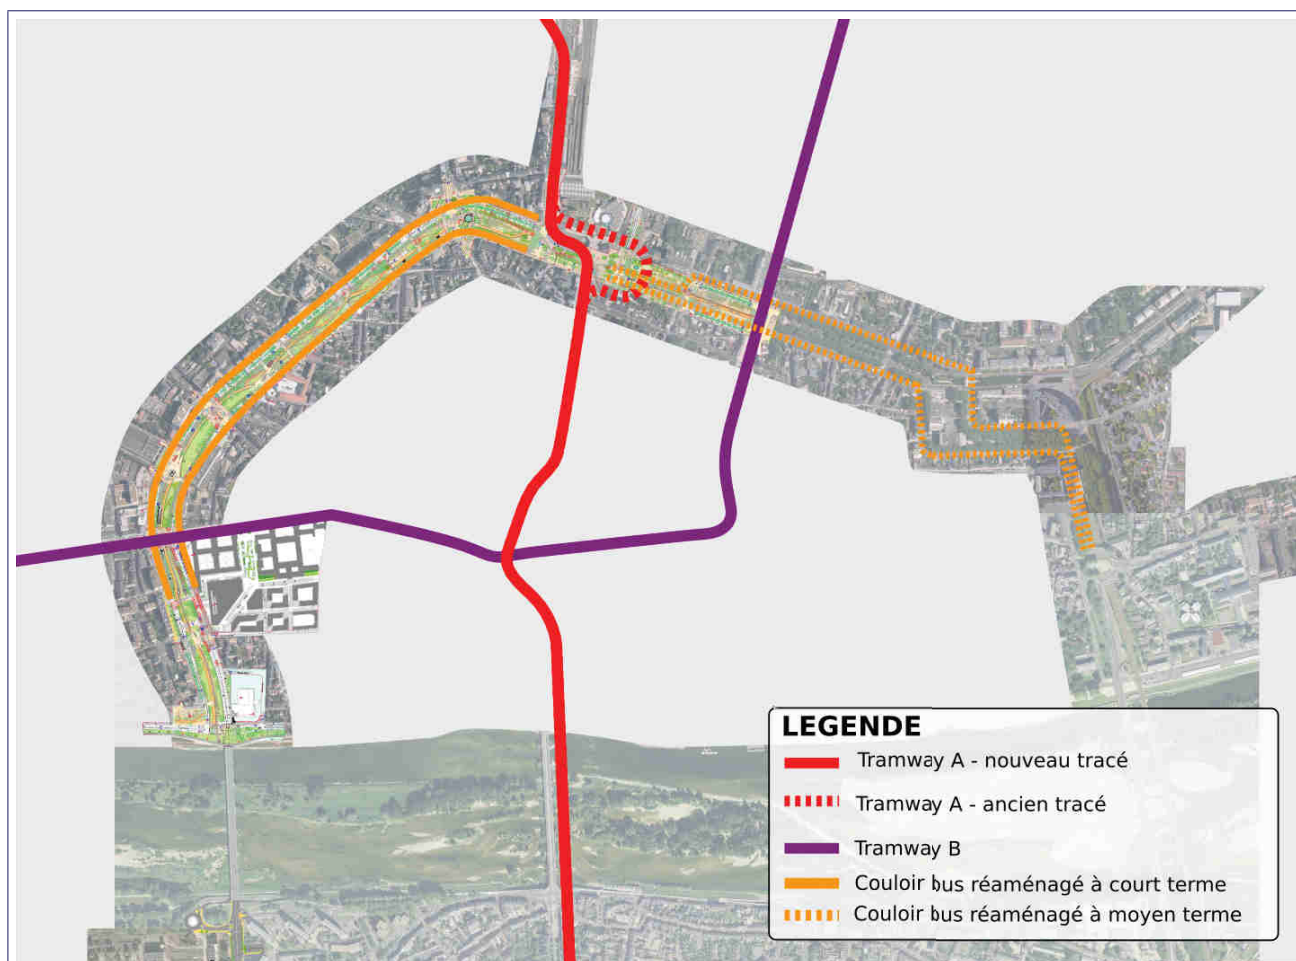 LEGENDE
Tramway A - nouveau tracé
Tramway A - ancien tracé
Tramway B
Couloir bus réaménagé à court terme
Couloir bus réaménagé à moyen terme